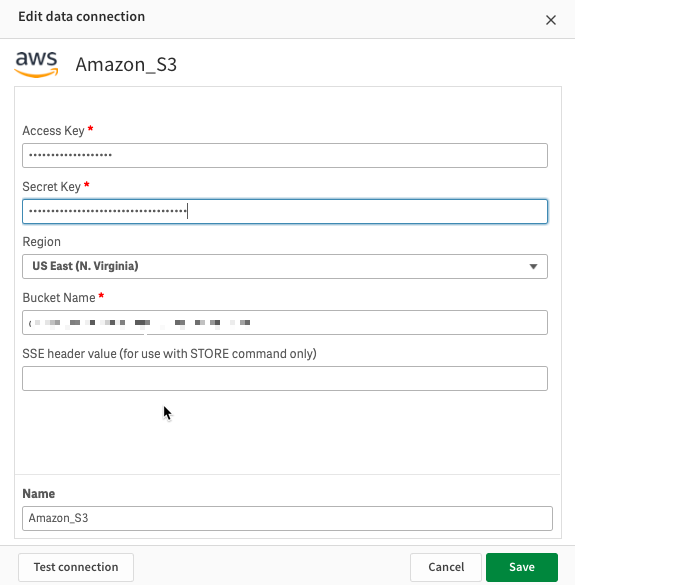 Edit data connection
aws
Amazon_S3
Access Key *
•••••••••••••••••••
Secret Key *
••••••••••••••••••••••••••••••••••••
Region
US East (N. Virginia)
Bucket Name *
SSE header value (for use with STORE command only)
Name
Amazon_S3
Test connection
Cancel
Save